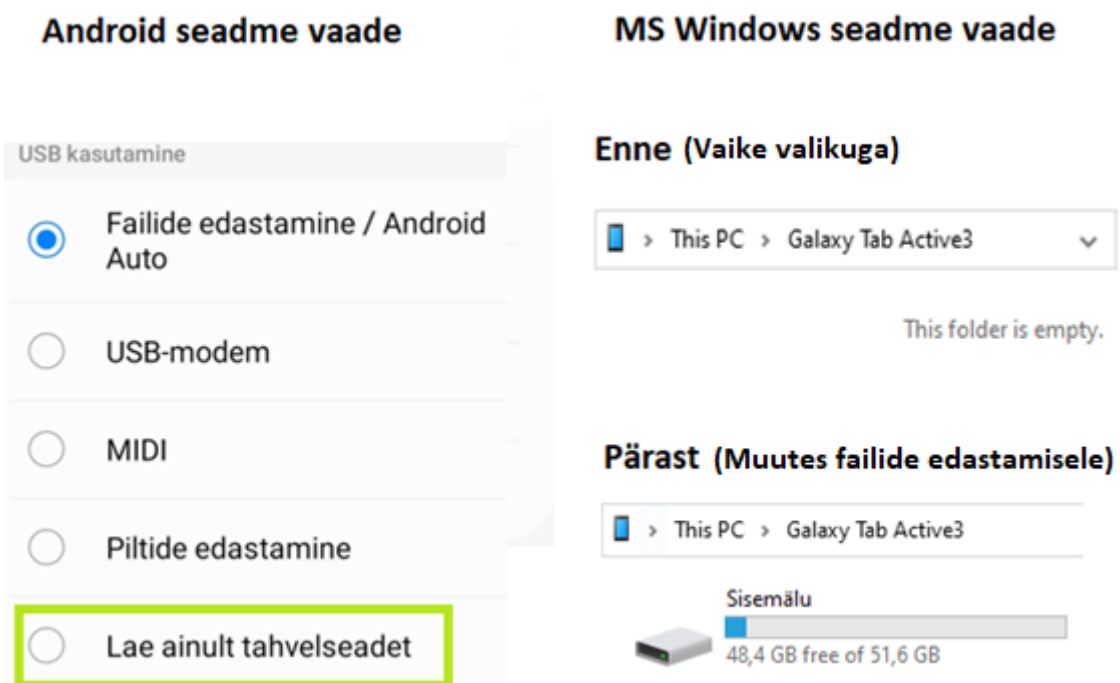 Android seadme vaade
USB kasutamine
Failide edastamine / Android
Auto
USB-modem
MIDI
Piltide edastamine
Lae ainult tahvelseadet
MS Windows seadme vaade
Enne (Vaike valikuga)
> This PC > Galaxy Tab Active3
This folder is empty.
Pärast (Muutes failide edastamisele)
> This PC > Galaxy Tab Active3
Sisemälu
48,4 GB free of 51,6 GB